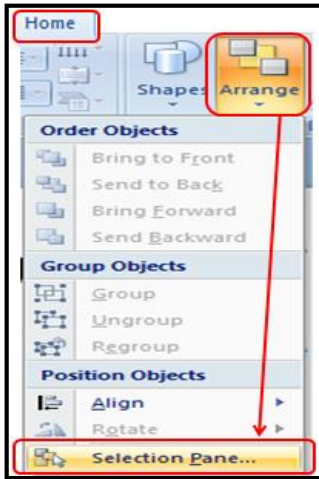 Home
Shapes Arrange
Order Objects
Bring to Front
Send to Back
Bring Forward
Send Backward
Group Objects
Group
Ungroup
Regroup
Position Objects
Align
Rotate
Selection Pane...